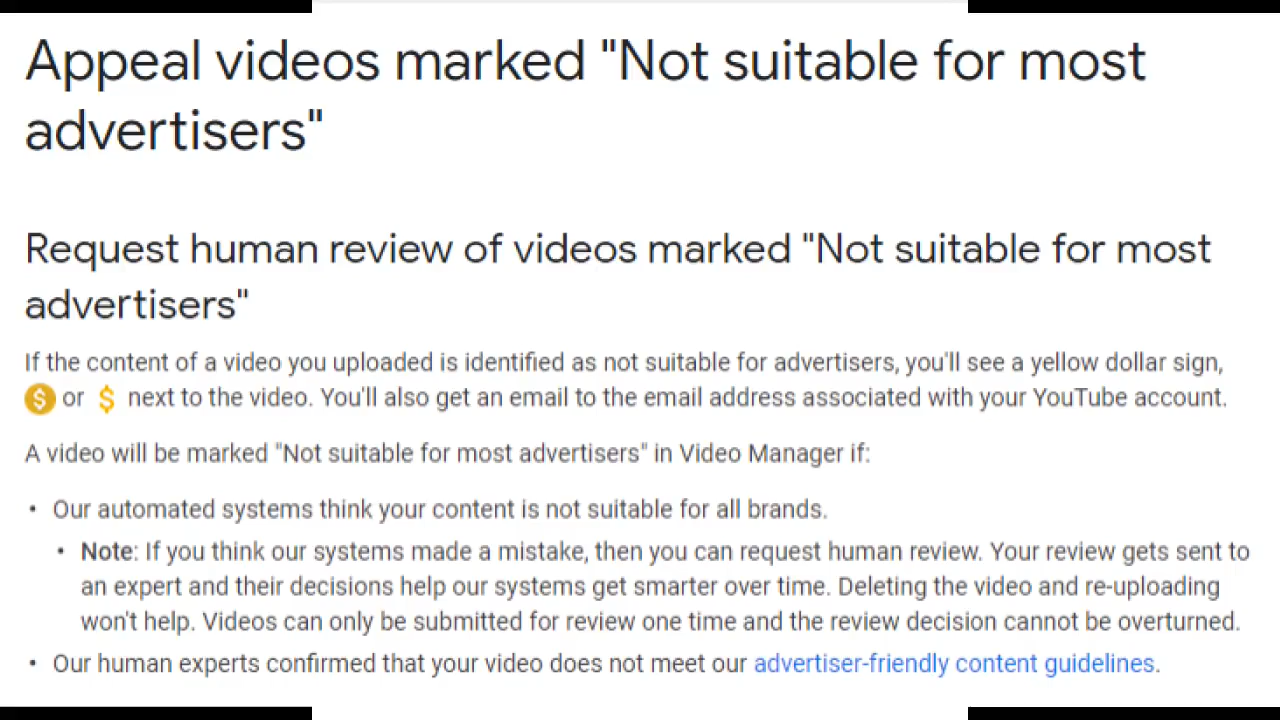 Appeal videos marked "Not suitable for most
advertisers"
Request human review of videos marked "Not suitable for most
advertisers"
If the content of a video you uploaded is identified as not suitable for advertisers, you'll see a yellow dollar sign,
$ or $ next to the video. You'll also get an email to the email address associated with your YouTube account.
A video will be marked "Not suitable for most advertisers" in Video Manager if:
• Our automated systems think your content is not suitable for all brands.
• Note: If you think our systems made a mistake, then you can request human review. Your review gets sent to
an expert and their decisions help our systems get smarter over time. Deleting the video and re-uploading
won't help. Videos can only be submitted for review one time and the review decision cannot be overturned.
• Our human experts confirmed that your video does not meet our advertiser-friendly content guidelines.